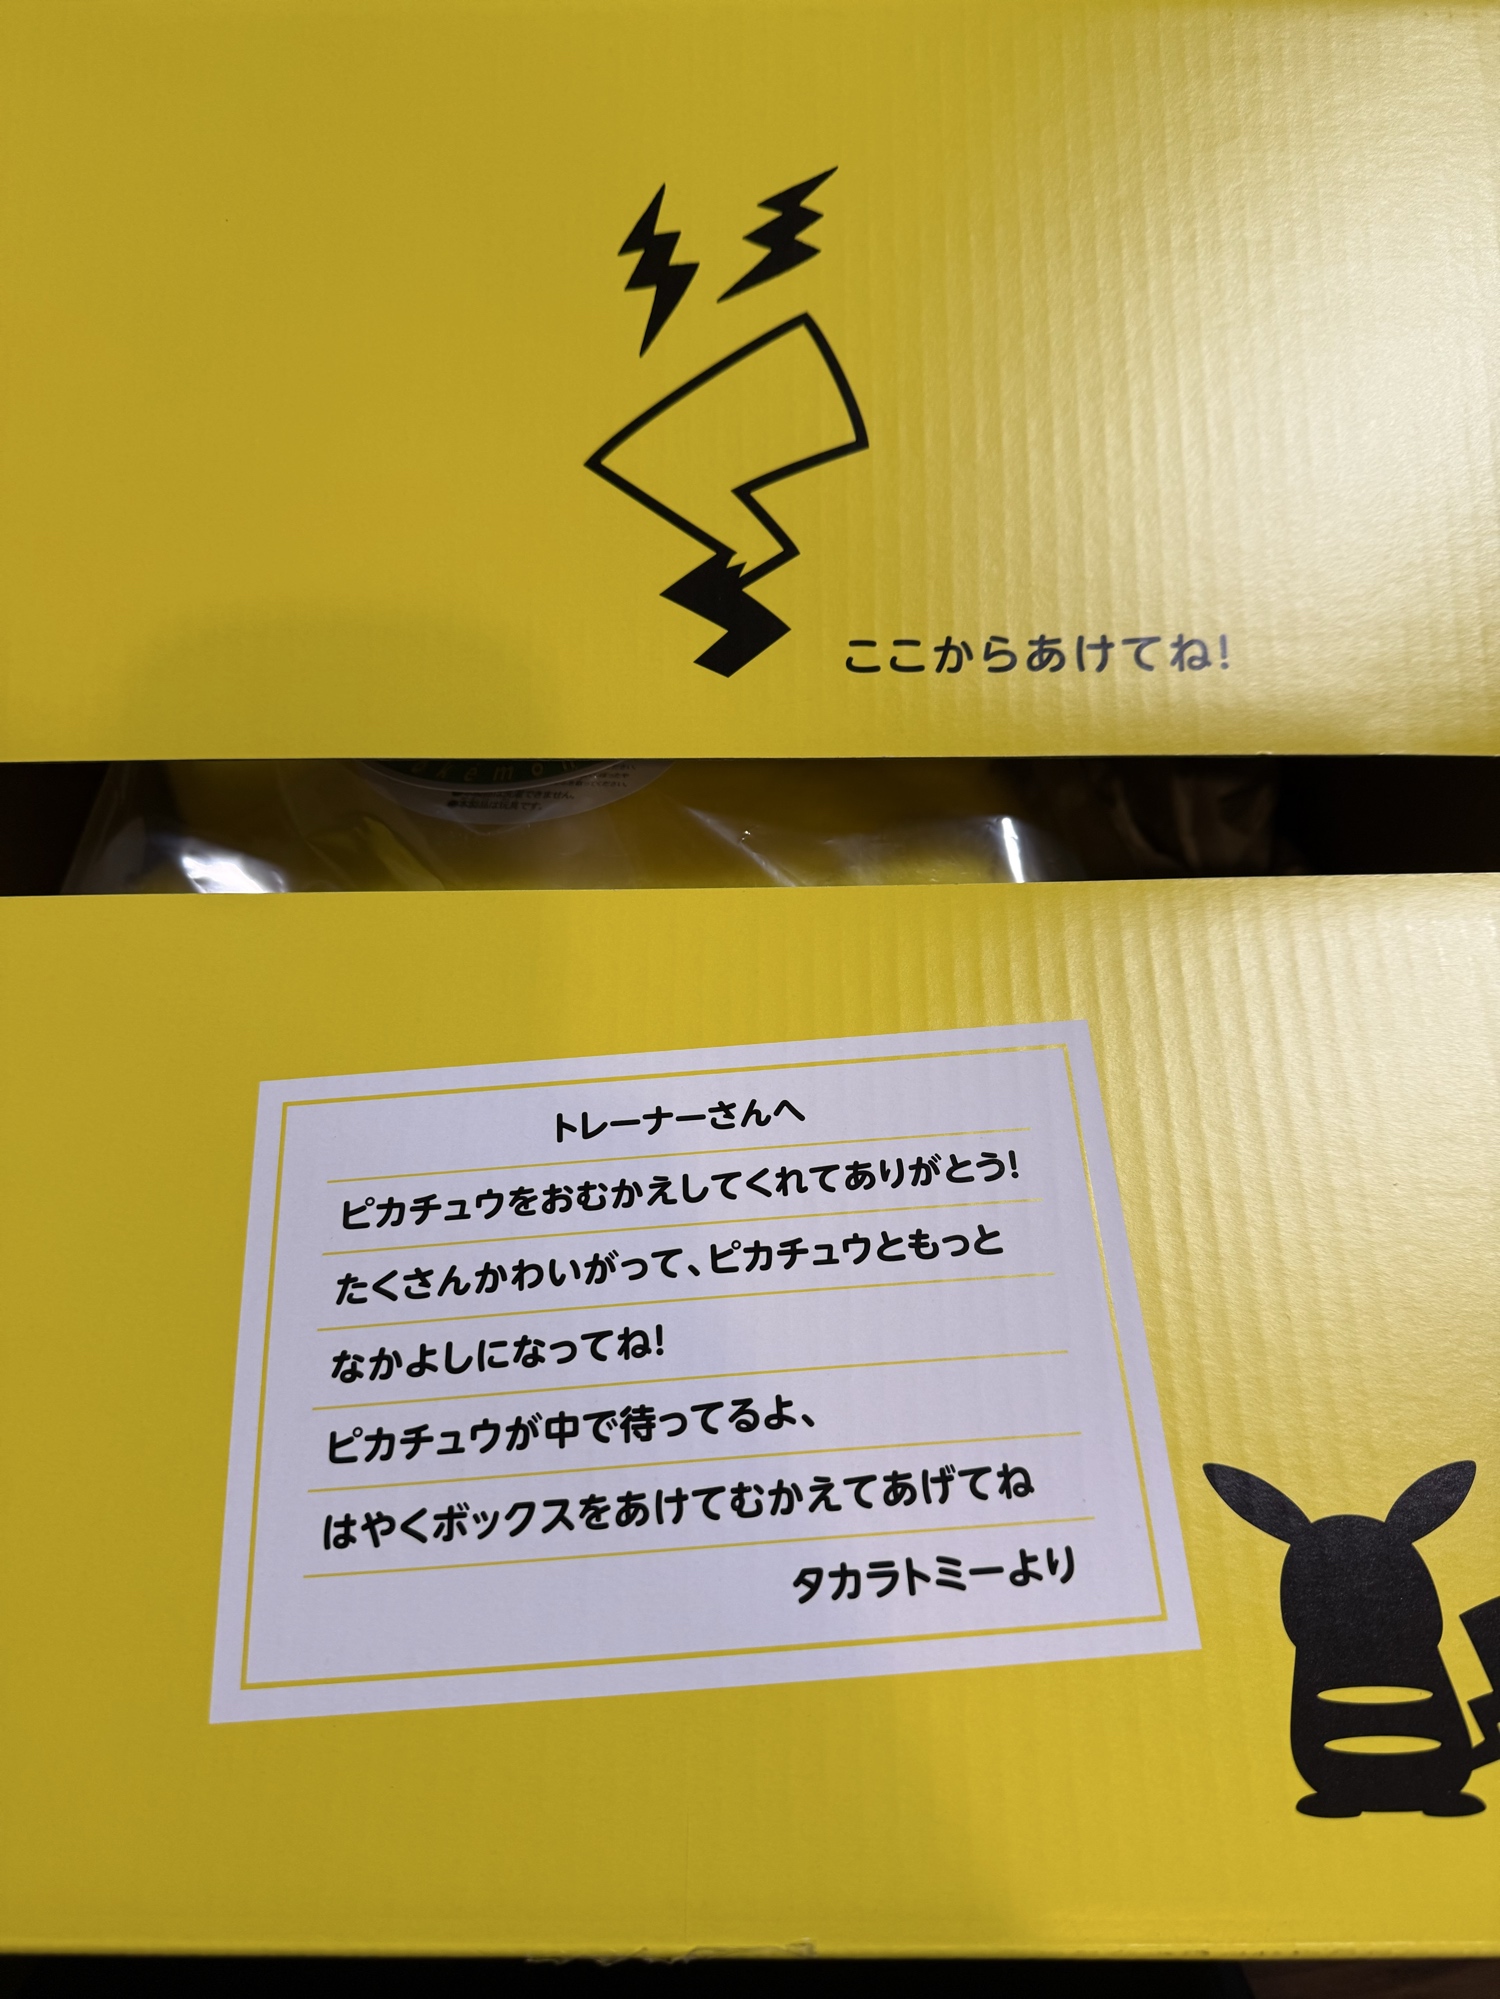 ここからあけてね!
トレーナーさんへ
ピカチュウをおむかえしてくれてありがとう!
たくさんかわいがって、ピカチュウともっと
なかよしになってね!
ピカチュウが中で待ってるよ、
はやくボックスをあけてむかえてあげてね
タカラトミーより